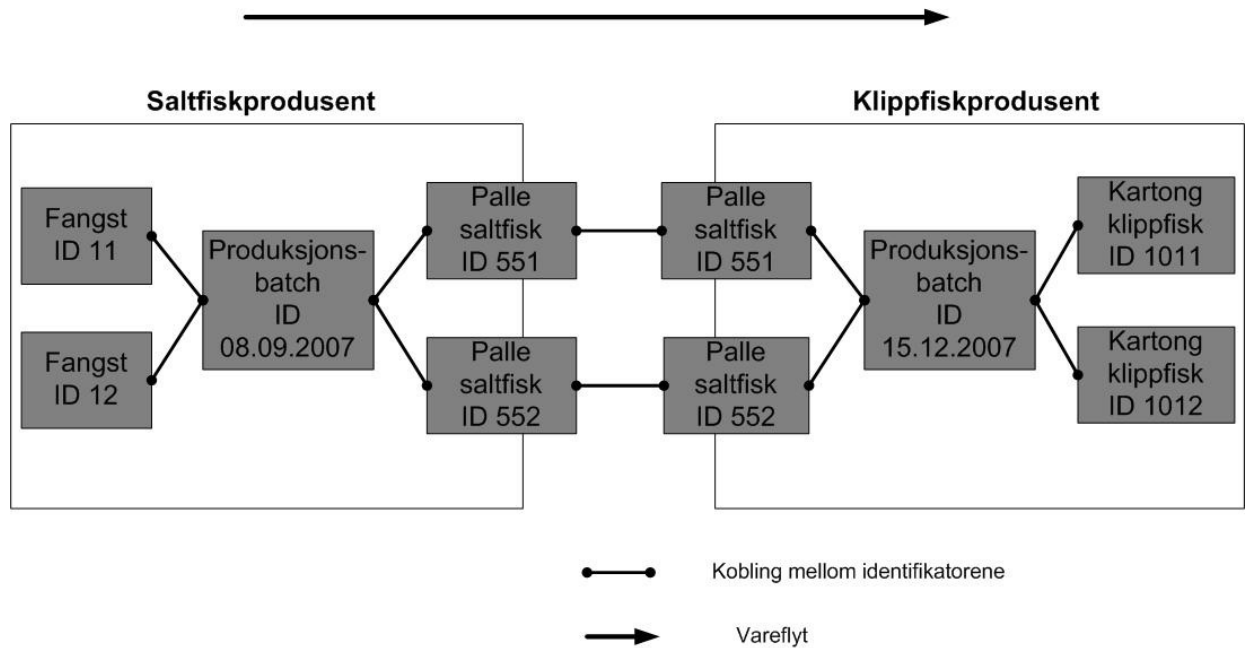 Saltfiskprodusent
Fangst
ID 11
Fangst
ID 12
Produksjons-
batch
ID
08.09.2007
Palle
saltfisk
ID 551
Palle
saltfisk
ID 552
Klippfiskprodusent
Palle
saltfisk
ID 551
Palle
saltfisk
ID 552
Produksjons-
batch
ID
15.12.2007
Kartong
klippfisk
ID 1011
Kartong
klippfisk
ID 1012
Kobling mellom identifikatorene
Vareflyt